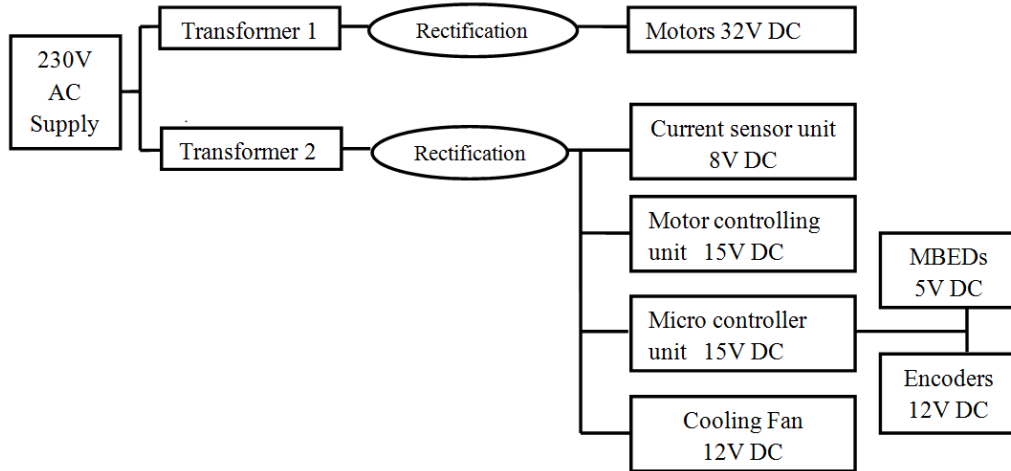 230V
AC
Supply
Transformer 1
Rectification
Motors 32V DC
Transformer 2
Rectification
Current sensor unit
8V DC
Motor controlling
unit 15V DC
Micro controller
unit 15V DC
MBEDs
5V DC
Encoders
12V DC
Cooling Fan
12V DC